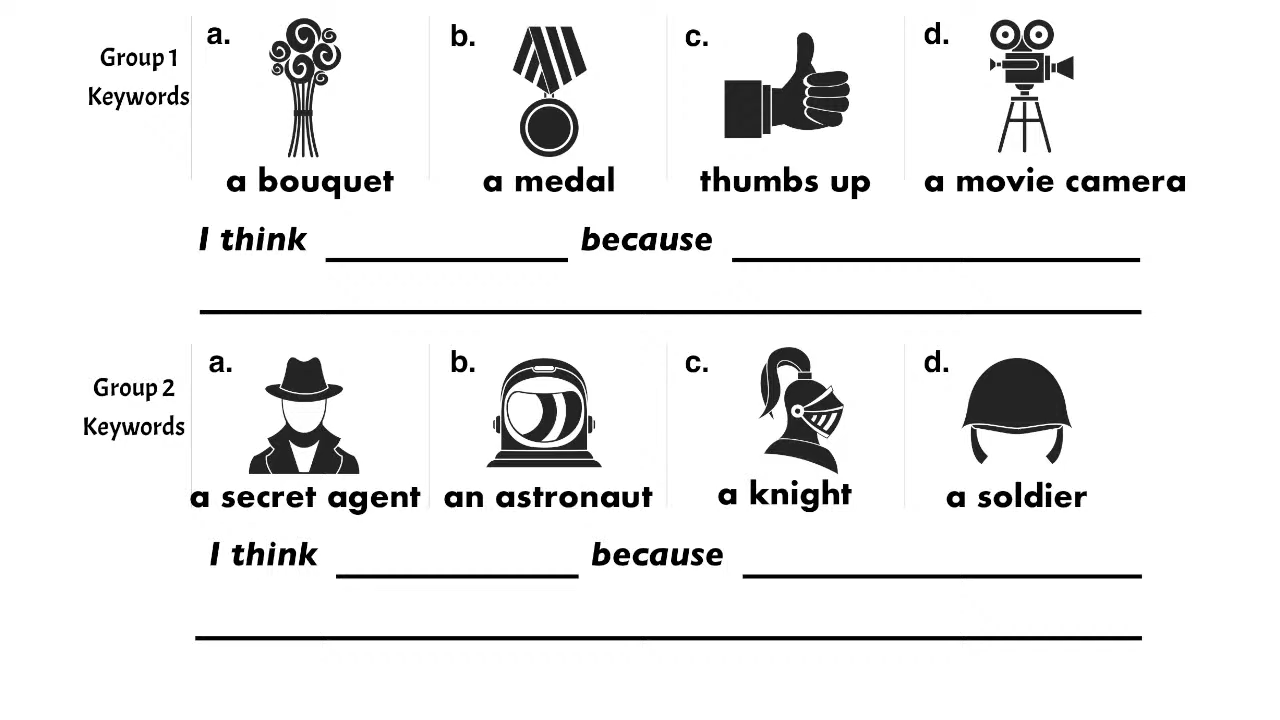 Group 1
Keywords
a. b. c. d.
a bouquet a medal thumbs up a movie camera
I think because
Group 2
Keywords
a. b. c. d.
a secret agent an astronaut a knight a soldier
I think because